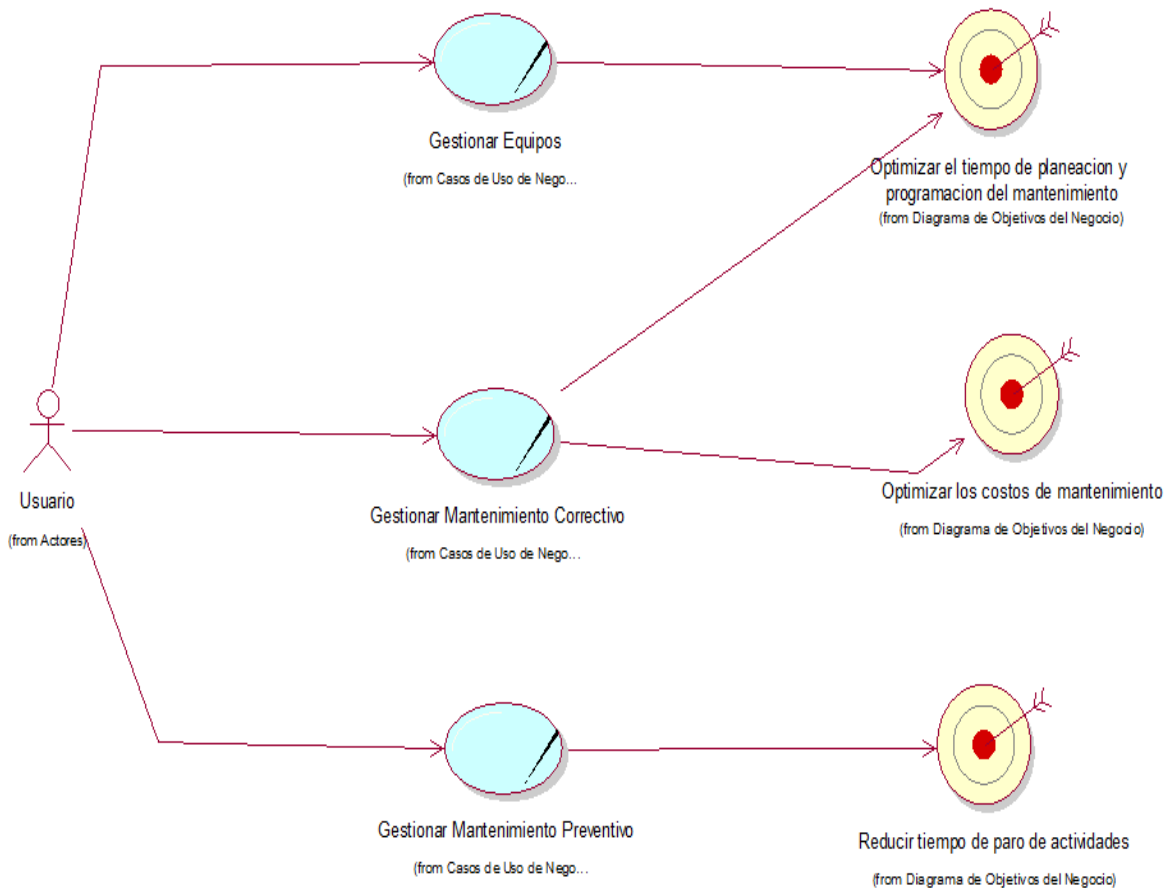 Gestionar Equipos
(from Casos de Uso de Nego...
Optimizar el tiempo de planeacion y
programacion del mantenimiento
(from Diagrama de Objetivos del Negocio)
Usuario
(from Actores)
Gestionar Mantenimiento Correctivo
(from Casos de Uso de Nego...
Optimizar los costos de mantenimiento
(from Diagrama de Objetivos del Negocio)
Gestionar Mantenimiento Preventivo
(from Casos de Uso de Nego...
Reducir tiempo de paro de actividades
(from Diagrama de Objetivos del Negocio)